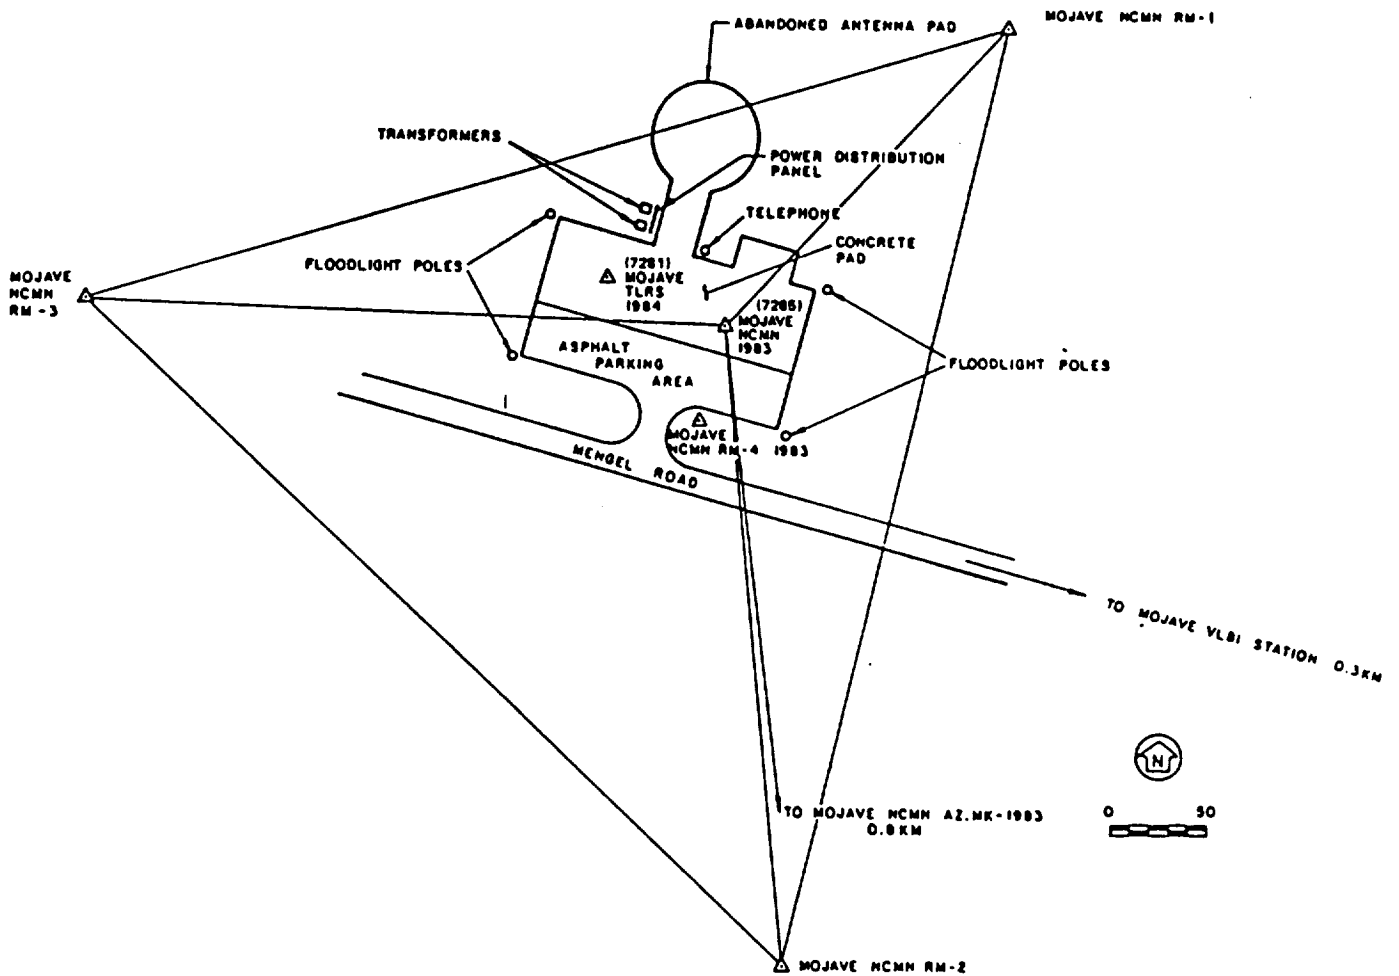 MOJAVE NCMN RM-1
ABANDONED ANTENNA PAD
TRANSFORMERS
POWER DISTRIBUTION
PANEL
TELEPHONE
CONCRETE
PAD
FLOODLIGHT POLES
(7281)
MOJAVE
TLRS
1984
MOJAVE
NCMN
RM-3
(7285)
MOJAVE
NCMN
1983
ASPHALT
PARKING
AREA
FLOODLIGHT POLES
MOJAVE
NCMN RM-4 1983
MENGEL ROAD
TO MOJAVE VLBI STATION 0.3KM
N
TO MOJAVE NCMN AZ.MK-1983
0.8KM
0 50
MOJAVE NCMN RM-2